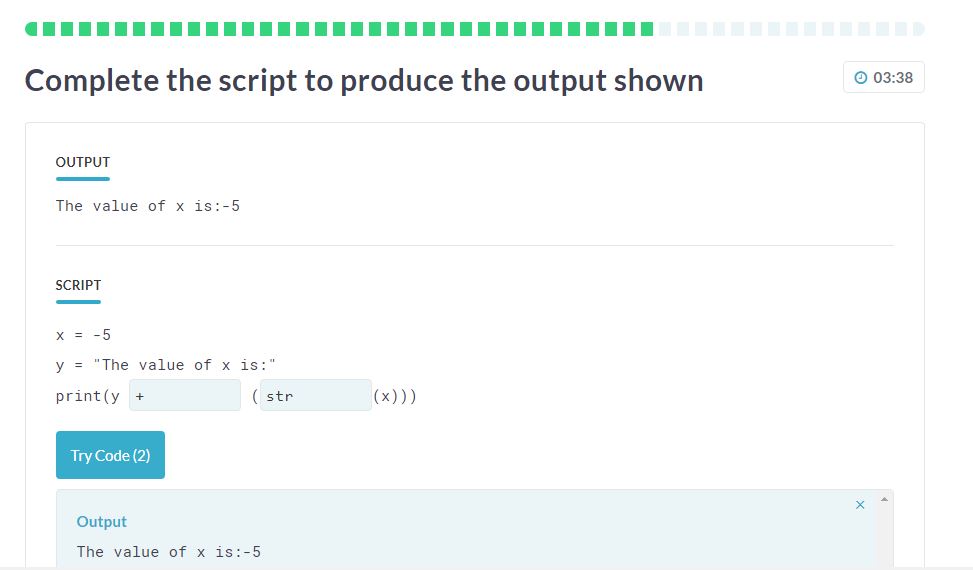 Complete the script to produce the output shown
03:38
OUTPUT
The value of x is:-5
SCRIPT
x = -5
y = "The value of x is:"
print(y + (str(x)))
Try Code (2)
×
Output
The value of x is:-5